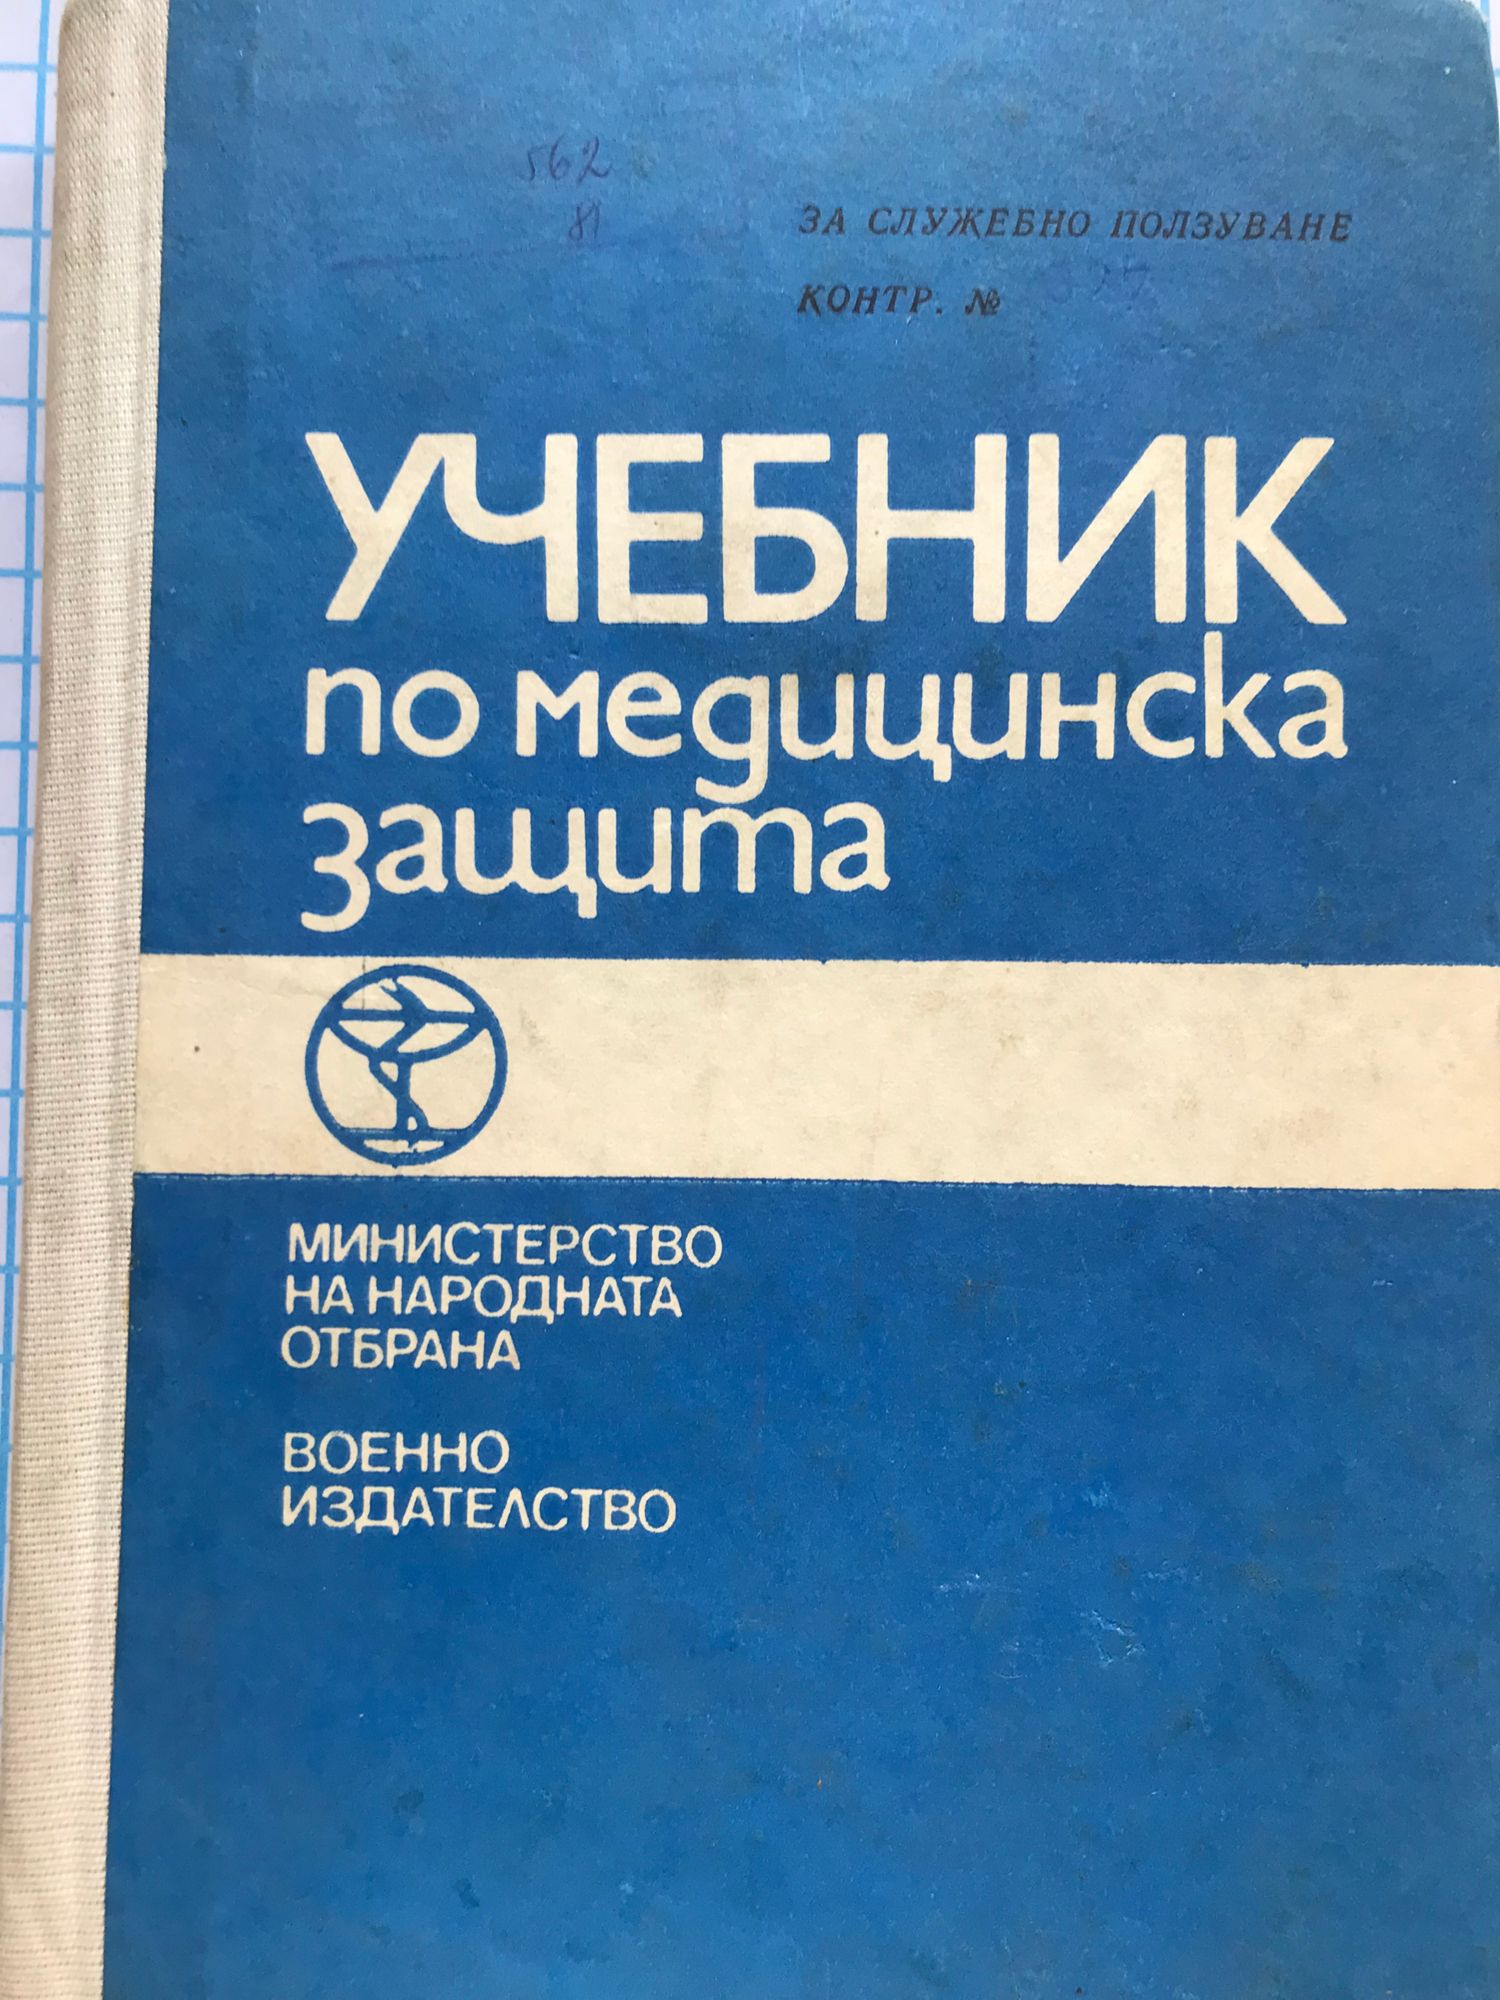 562
81
ЗА СЛУЖЕБНО ПОЛЗУВАНЕ
КОНТР. №
УЧЕБНИК
по медицинска
защита
МИНИСТЕРСТВО
НА НАРОДНАТА
ОТБРАНА
ВОЕННО
ИЗДАТЕЛСТВО